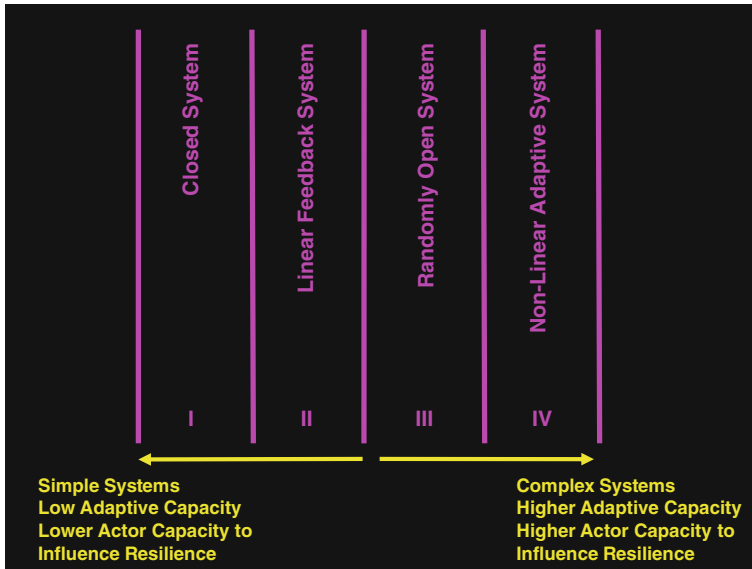 Closed System
Linear Feedback System
Randomly Open System
Non-Linear Adaptive System
I
II
III
IV
Simple Systems
Low Adaptive Capacity
Lower Actor Capacity to
Influence Resilience
Complex Systems
Higher Adaptive Capacity
Higher Actor Capacity to
Influence Resilience